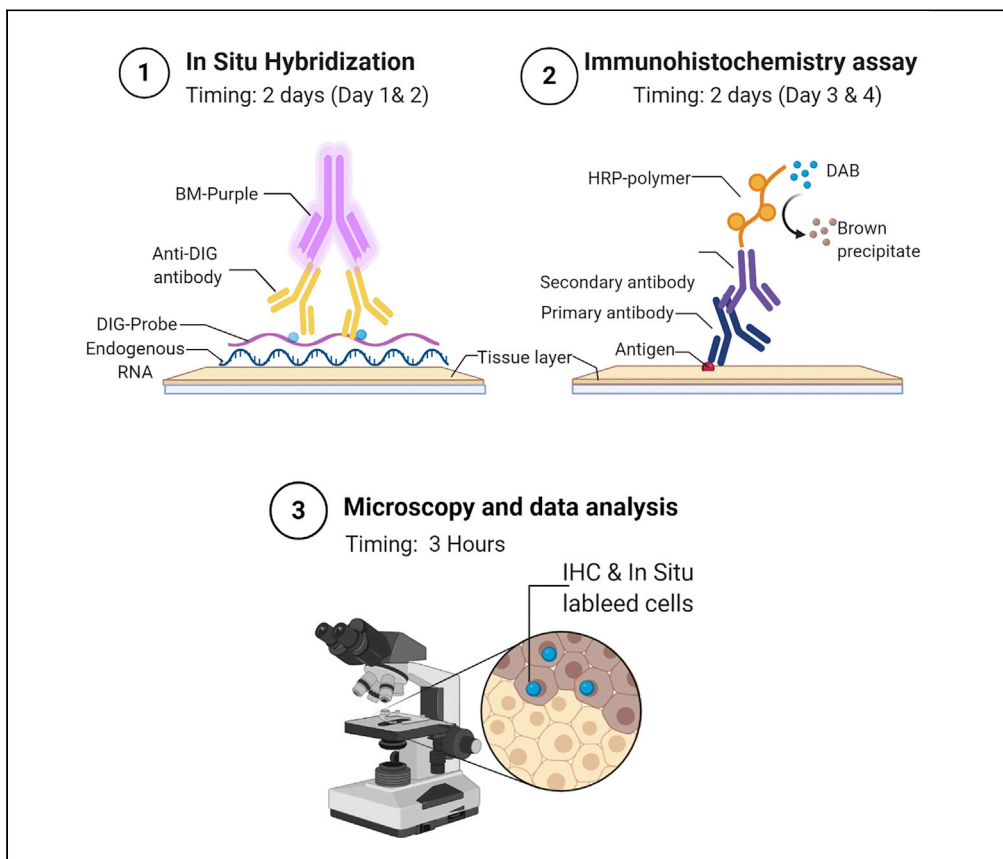 1
In Situ Hybridization
Timing: 2 days (Day 1& 2)
BM-Purple
Anti-DIG
antibody
DIG-Probe
Endogenous
RNA
Tissue layer
2
Immunohistochemistry assay
Timing: 2 days (Day 3 & 4)
HRP-polymer
DAB
Brown
precipitate
Secondary antibody
Primary antibody
Antigen
3
Microscopy and data analysis
Timing: 3 Hours
IHC & In Situ
lableed cells